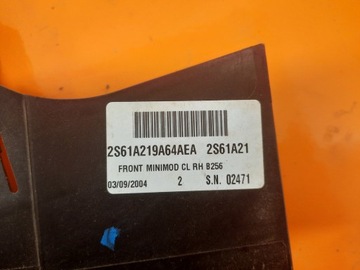 2S61A219A64AEA 2S61A21
FRONT MINIMOD CL RH B256
03/09/2004 2 S.N. 02471